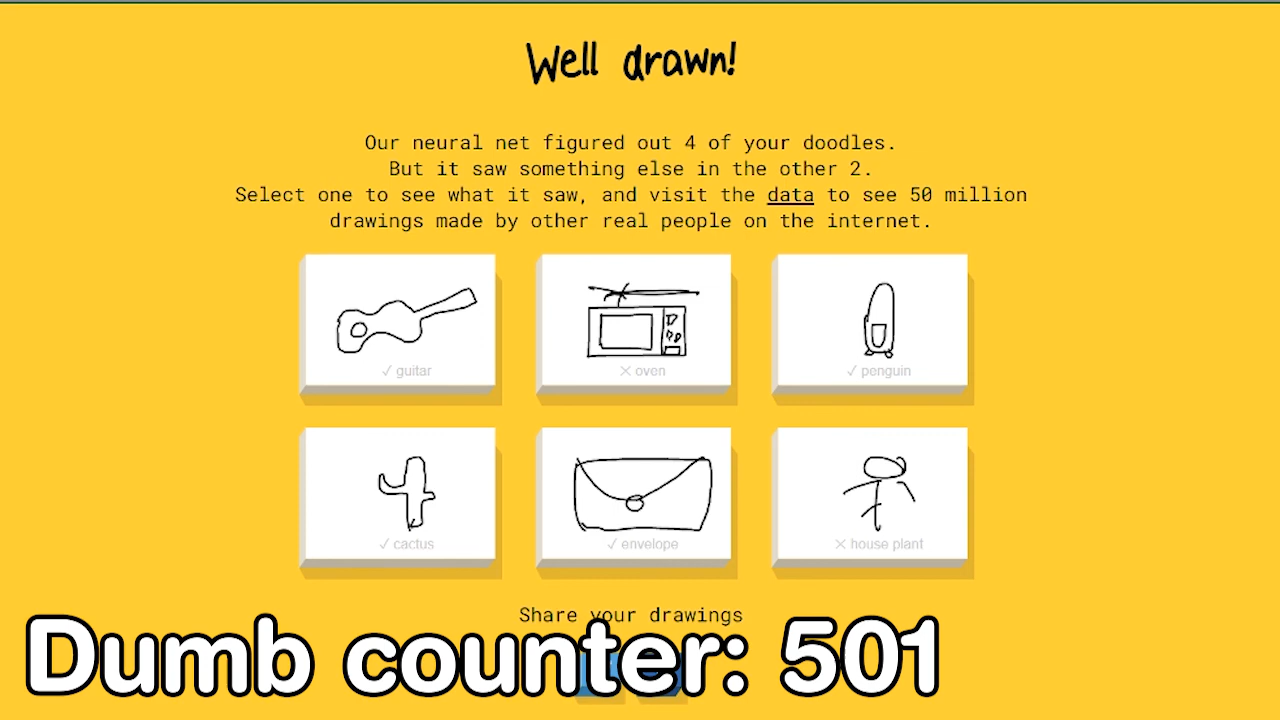 Well drawn!
Our neural net figured out 4 of your doodles.
But it saw something else in the other 2.
Select one to see what it saw, and visit the data to see 50 million
drawings made by other real people on the internet.
✓ guitar
✕ oven
✓ penguin
✓ cactus
✓ envelope
✕ house plant
Share your drawings
Dumb counter: 501